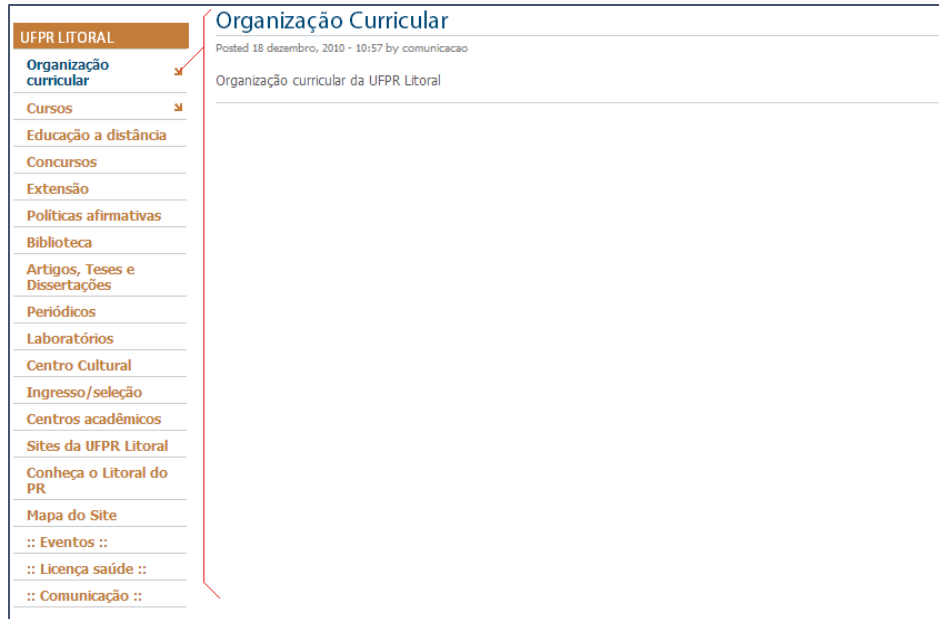 UFPR LITORAL
Organização
curricular
Cursos
Educação a distância
Concursos
Extensão
Políticas afirmativas
Biblioteca
Artigos, Teses e
Dissertações
Periódicos
Laboratórios
Centro Cultural
Ingresso/seleção
Centros acadêmicos
Sites da UFPR Litoral
Conheça o Litoral do
PR
Mapa do Site
:: Eventos ::
:: Licença saúde ::
:: Comunicação ::
Organização Curricular
Posted 18 dezembro, 2010 - 10:57 by comunicacao
Organização curricular da UFPR Litoral